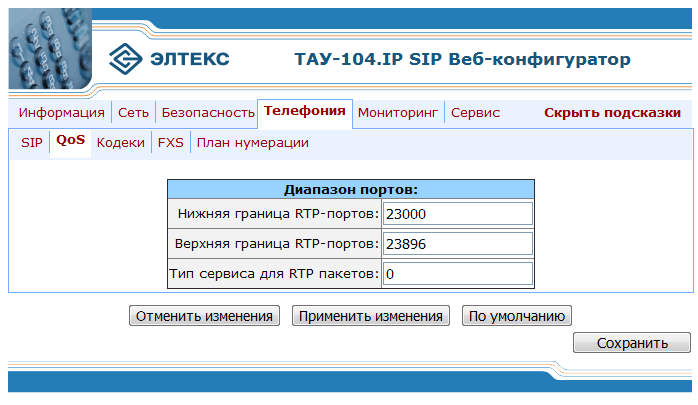 ЭЛТЕКС ТАУ-104.IP SIP Веб-конфигуратор
Информация Сеть Безопасность Телефония Мониторинг Сервис Скрыть подсказки
SIP QoS Кодеки FXS План нумерации
Диапазон портов:
Нижняя граница RTP-портов: 23000
Верхняя граница RTP-портов: 23896
Тип сервиса для RTP пакетов: 0
Отменить изменения Применить изменения По умолчанию
Сохранить